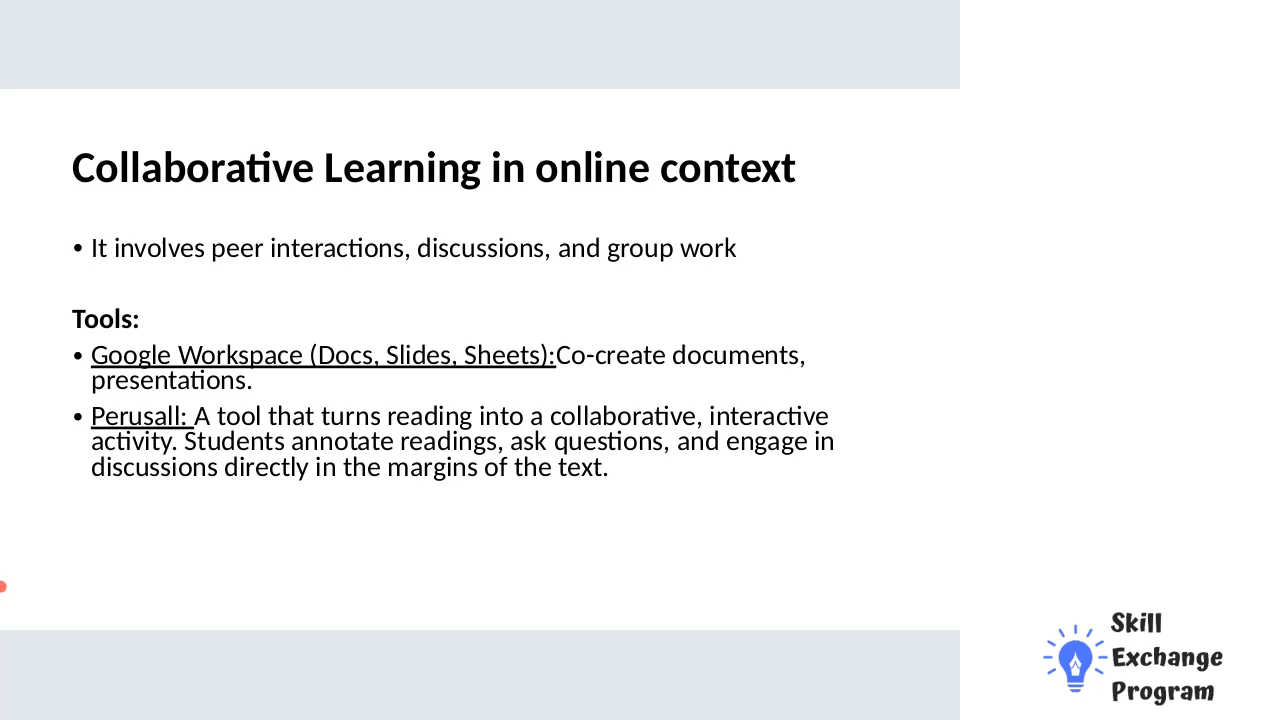 Collaborative Learning in online context
• It involves peer interactions, discussions, and group work
Tools:
• Google Workspace (Docs, Slides, Sheets):Co-create documents,
presentations.
• Perusall: A tool that turns reading into a collaborative, interactive
activity. Students annotate readings, ask questions, and engage in
discussions directly in the margins of the text.
Skill
Exchange
Program